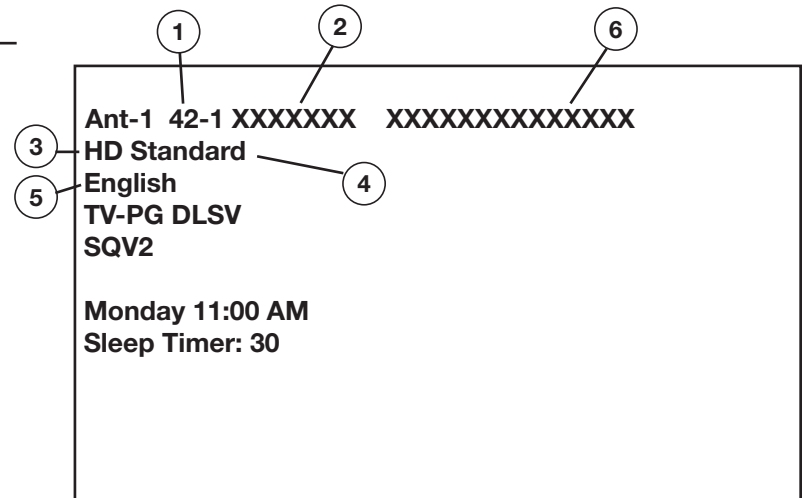 1 2 6
Ant-1 42-1 XXXXXXX XXXXXXXXXXXXXX
3 HD Standard 4
5 English
TV-PG DLSV
SQV2
Monday 11:00 AM
Sleep Timer: 30